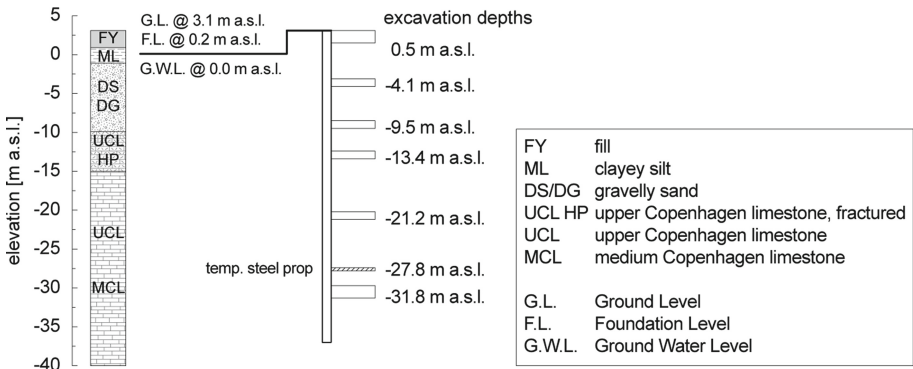 5
0
-5
-10
-15
-20
-25
-30
-35
-40
elevation [m a.s.l.]
FY
ML
DS
DG
UCL
HP
UCL
MCL
G.L. @ 3.1 m a.s.l.
F.L. @ 0.2 m a.s.l.
G.W.L. @ 0.0 m a.s.l.
temp. steel prop
excavation depths
0.5 m a.s.l.
-4.1 m a.s.l.
-9.5 m a.s.l.
-13.4 m a.s.l.
-21.2 m a.s.l.
-27.8 m a.s.l.
-31.8 m a.s.l.
FY fill
ML clayey silt
DS/DG gravelly sand
UCL HP upper Copenhagen limestone, fractured
UCL upper Copenhagen limestone
MCL medium Copenhagen limestone
G.L. Ground Level
F.L. Foundation Level
G.W.L. Ground Water Level